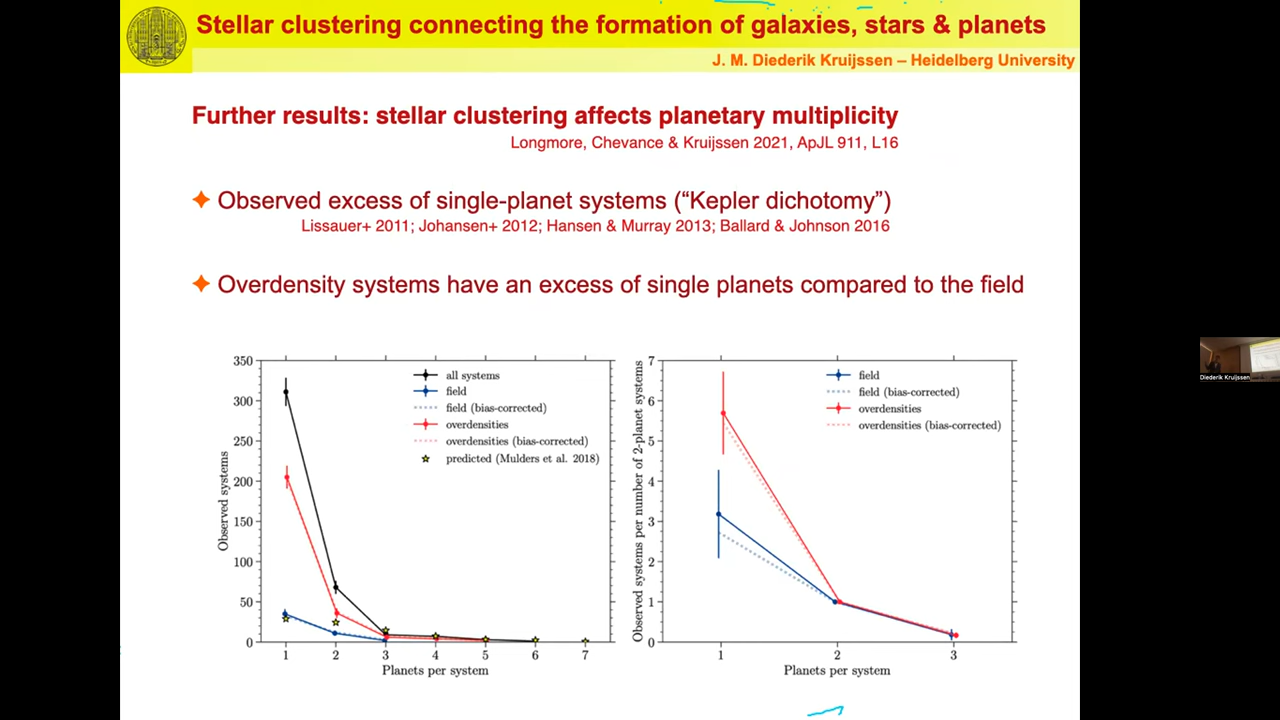 Stellar clustering connecting the formation of galaxies, stars & planets
J. M. Diederik Kruijssen – Heidelberg University
Further results: stellar clustering affects planetary multiplicity
Longmore, Chevance & Kruijssen 2021, ApJL 911, L16
Observed excess of single-planet systems (“Kepler dichotomy”)
Lissauer+ 2011; Johansen+ 2012; Hansen & Murray 2013; Ballard & Johnson 2016
Overdensity systems have an excess of single planets compared to the field
Observed systems
350
300
250
200
150
100
50
0
all systems
field
field (bias-corrected)
overdensities
overdensities (bias-corrected)
predicted (Mulders et al. 2018)
1 2 3 4 5 6 7
Planets per system
Observed systems per number of 2-planet systems
7
6
5
4
3
2
1
0
field
field (bias-corrected)
overdensities
overdensities (bias-corrected)
1 2 3
Planets per system
Diederik Kruijssen